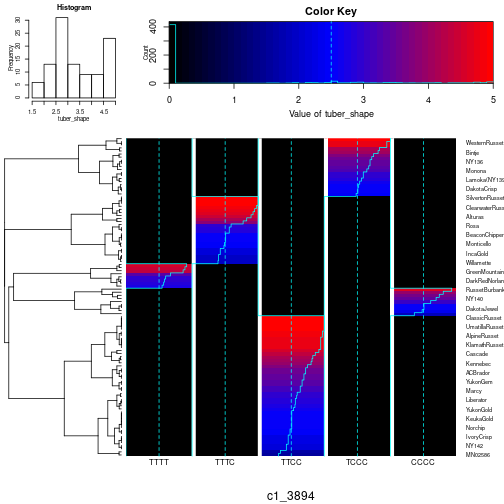 Histogram
Frequency
0 5 10 15 20 25 30
1.5 2.5 3.5 4.5
tuber_shape
Color Key
Count
0 200 400
0 1 2 3 4 5
Value of tuber_shape
WesternRusset
Bintje
NY136
Monona
Lamoka/NY139
DakotaCrisp
SilvertonRusset
ClearwaterRuss
Alturas
Rosa
BeaconChipper
Monticello
IncaGold
Willamette
GreenMountain
DarkRedNorlan
RussetBurbank
NY140
DakotaJewel
ClassicRusset
UmatillaRusset
AlpineRusset
KlamathRusset
Cascade
Kennebec
ACBrador
YukonGem
Marcy
Liberator
YukonGold
KeukaGold
Norchip
IvoryCrisp
NY142
MN02586
TTTT TTTC TTCC TCCC CCCC
c1_3894